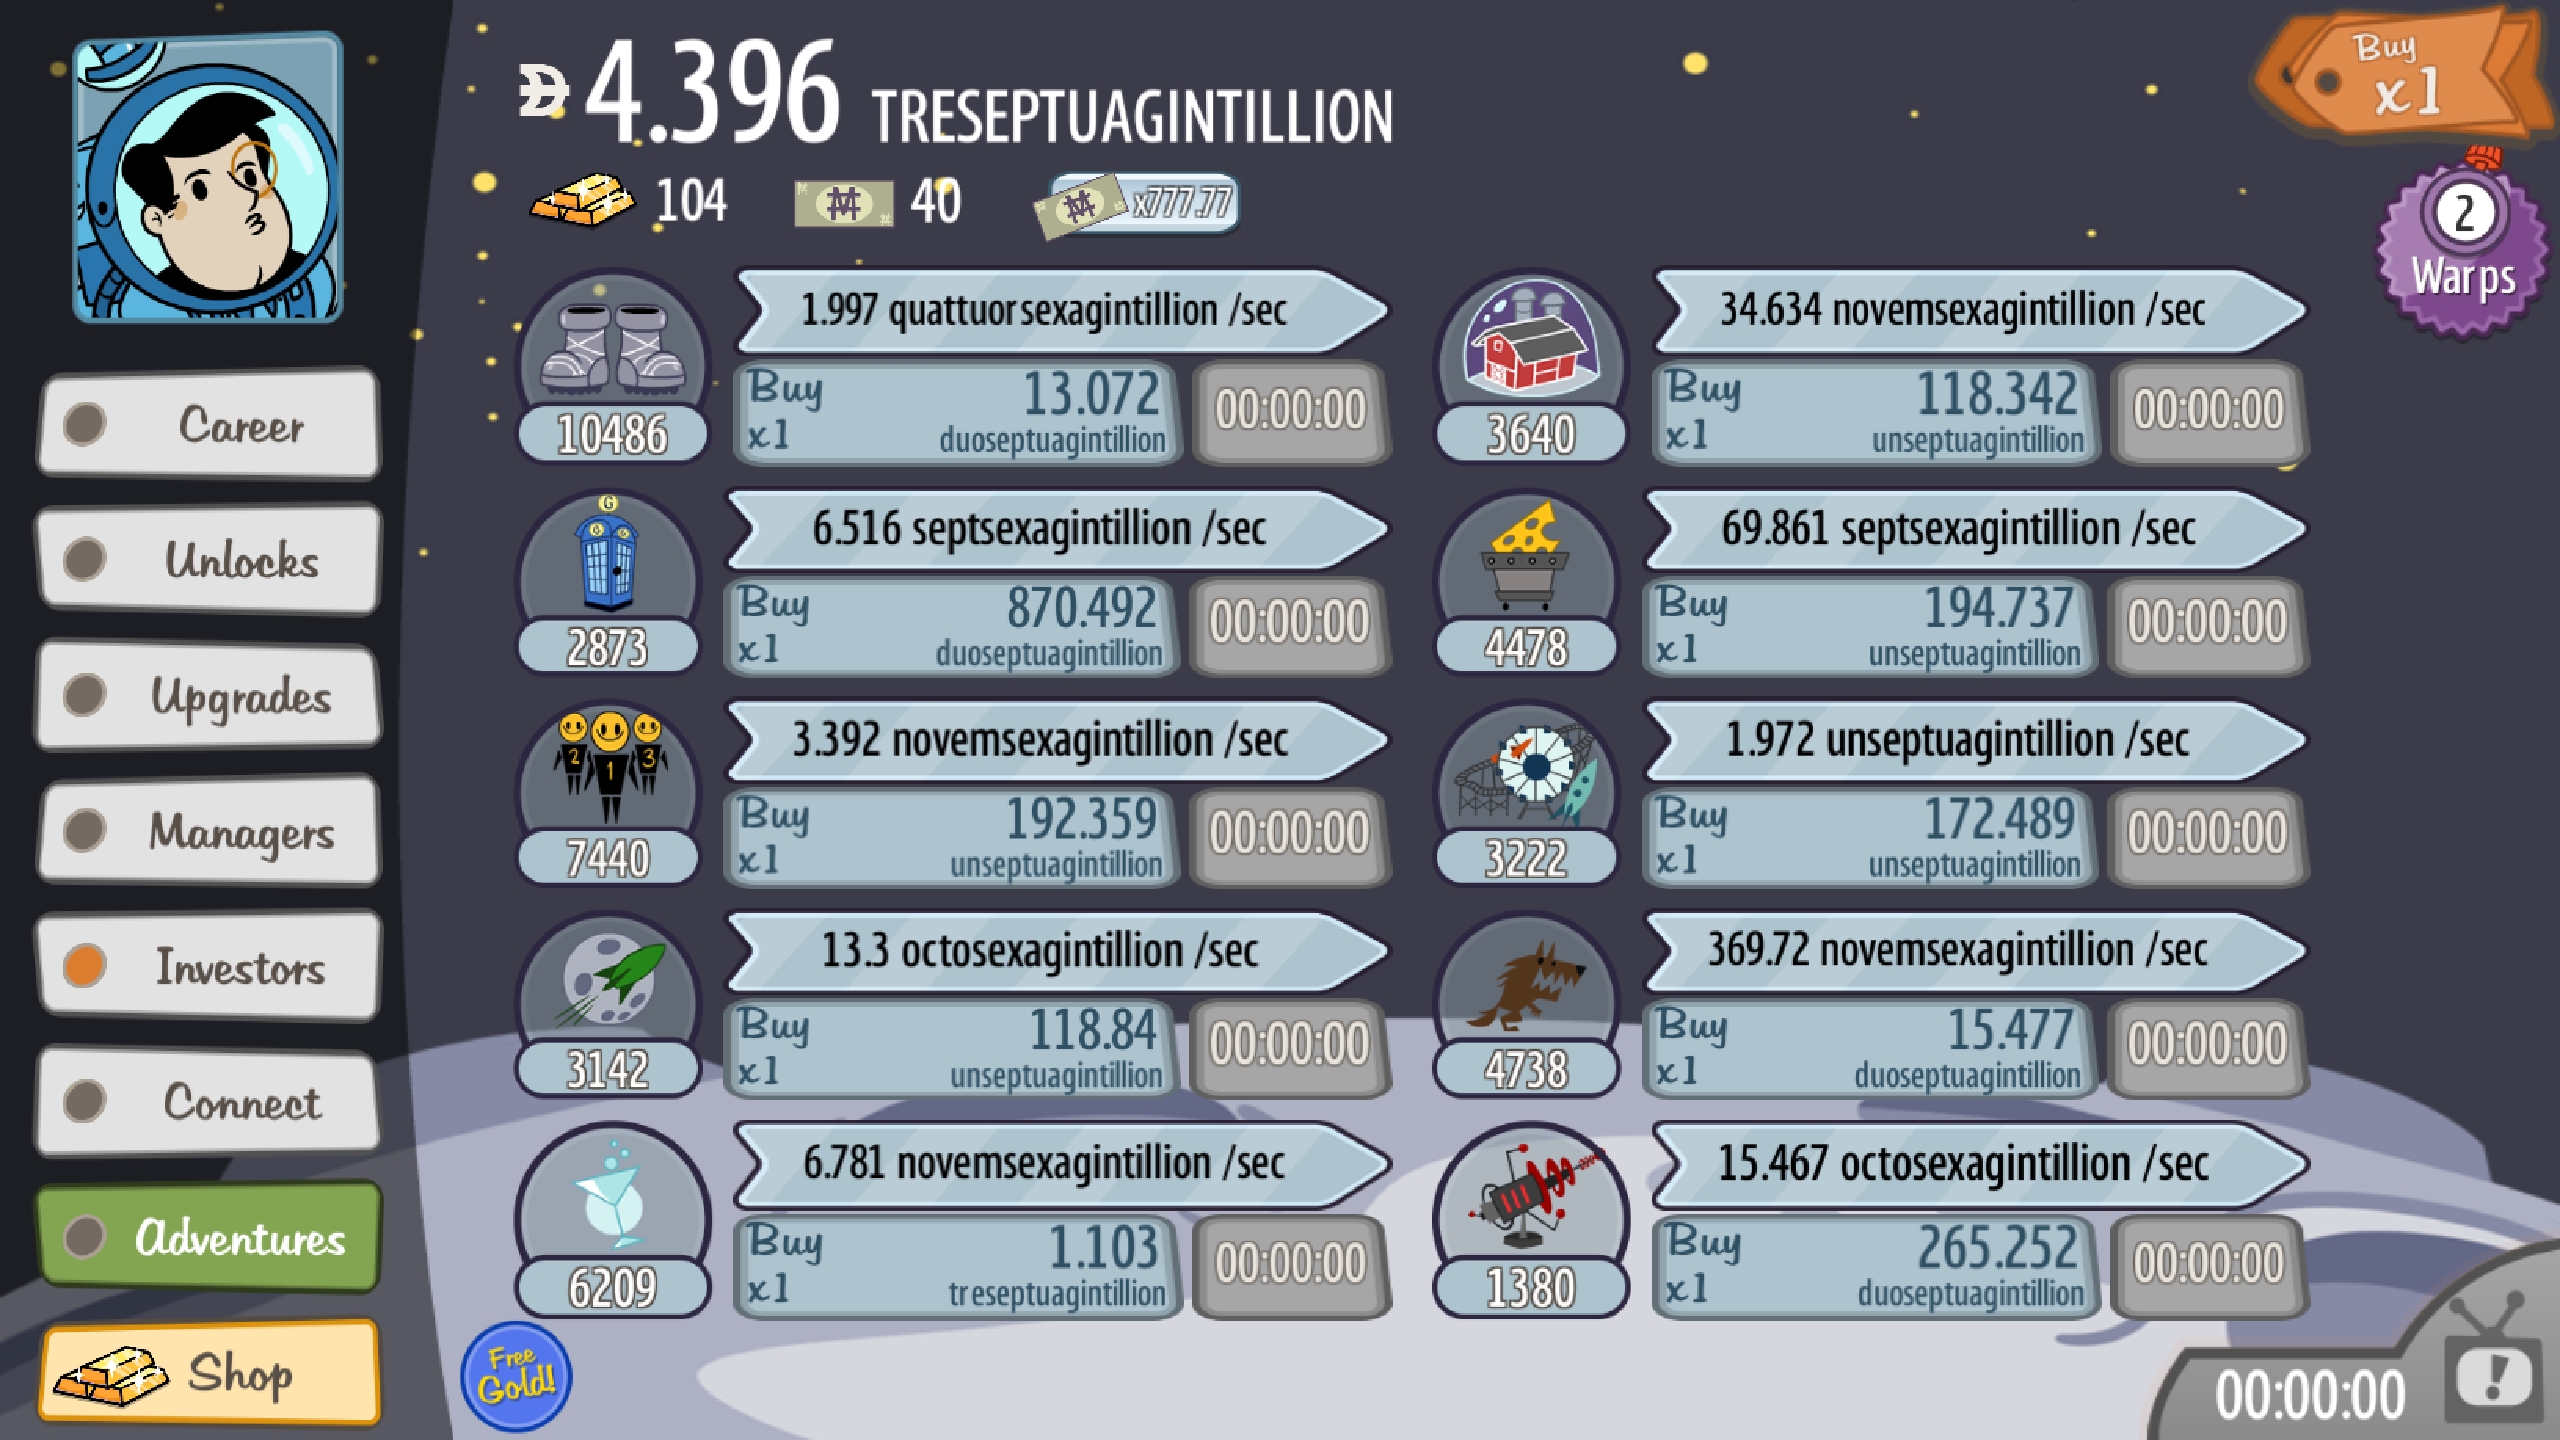 4.396 TRESEPTUAGINTILLION
104 40 x777.77
Buy
x1
2
Warps
Career
Unlocks
Upgrades
Managers
Investors
Connect
Adventures
Shop
1.997 quattuorsexagintillion /sec
10486
Buy 13.072
x1 duoseptuagintillion
00:00:00
34.634 novemsexagintillion /sec
3640
Buy 118.342
x1 unseptuagintillion
00:00:00
G
6.516 septsexagintillion /sec
2873
Buy 870.492
x1 duoseptuagintillion
00:00:00
69.861 septsexagintillion /sec
4478
Buy 194.737
x1 unseptuagintillion
00:00:00
2 1 3
3.392 novemsexagintillion /sec
7440
Buy 192.359
x1 unseptuagintillion
00:00:00
1.972 unseptuagintillion /sec
3222
Buy 172.489
x1 unseptuagintillion
00:00:00
13.3 octosexagintillion /sec
3142
Buy 118.84
x1 unseptuagintillion
00:00:00
369.72 novemsexagintillion /sec
4738
Buy 15.477
x1 duoseptuagintillion
00:00:00
6.781 novemsexagintillion /sec
6209
Buy 1.103
x1 treseptuagintillion
00:00:00
15.467 octosexagintillion /sec
1380
Buy 265.252
x1 duoseptuagintillion
00:00:00
Free
Gold!
00:00:00
!